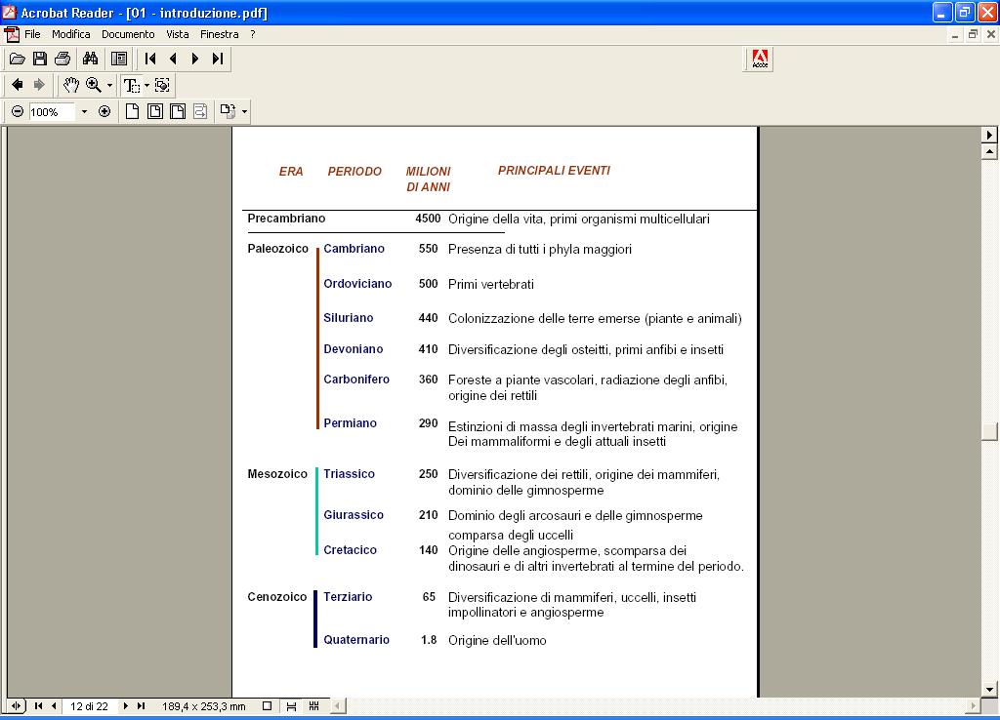 Acrobat Reader - [01 - introduzione.pdf]
File Modifica Documento Vista Finestra ?
Adobe
100%
ERA PERIODO MILIONI DI ANNI PRINCIPALI EVENTI
Precambriano 4500 Origine della vita, primi organismi multicellulari
Paleozoico Cambriano 550 Presenza di tutti i phyla maggiori
Ordoviciano 500 Primi vertebrati
Siluriano 440 Colonizzazione delle terre emerse (piante e animali)
Devoniano 410 Diversificazione degli osteitti, primi anfibi e insetti
Carbonifero 360 Foreste a piante vascolari, radiazione degli anfibi,
origine dei rettili
Permiano 290 Estinzioni di massa degli invertebrati marini, origine
Dei mammaliformi e degli attuali insetti
Mesozoico Triassico 250 Diversificazione dei rettili, origine dei mammiferi,
dominio delle gimnosperme
Giurassico 210 Dominio degli arcosauri e delle gimnosperme
comparsa degli uccelli
Cretacico 140 Origine delle angiosperme, scomparsa dei
dinosauri e di altri invertebrati al termine del periodo.
Cenozoico Terziario 65 Diversificazione di mammiferi, uccelli, insetti
impollinatori e angiosperme
Quaternario 1.8 Origine dell'uomo
12 di 22 189,4 x 253,3 mm